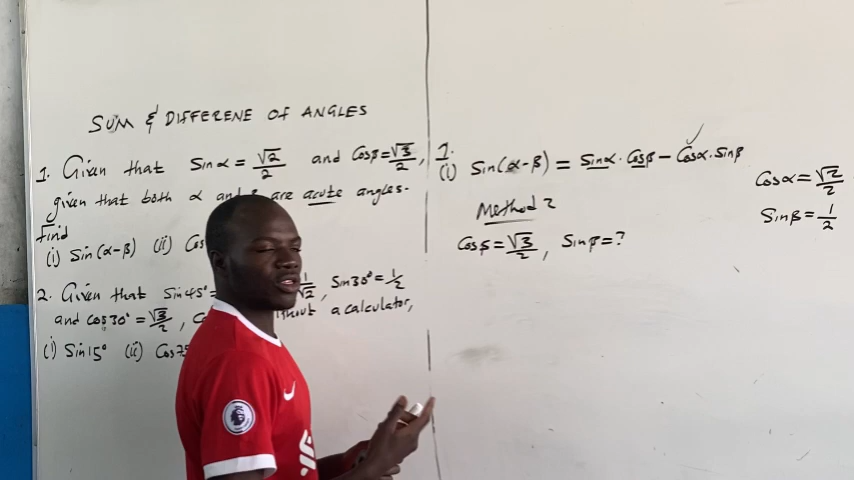 SUM & DIFFERENE OF ANGLES
1. Given that Sinα = √2/2 and Cosβ = √3/2,
given that both α and β are acute angles.
find
(i) Sin(α-β) (ii) Cos
2. Given that Sin45° = 1/√2, Sin30° = 1/2
and cos30° = √3/2, without a calculator,
(i) Sin15° (ii) Cos75
1.
(i) Sin(α-β) = Sinα·Cosβ - Cosα·Sinβ
Method 2
Cosβ = √3/2, Sinβ = ?
Cosα = √2/2
Sinβ = 1/2